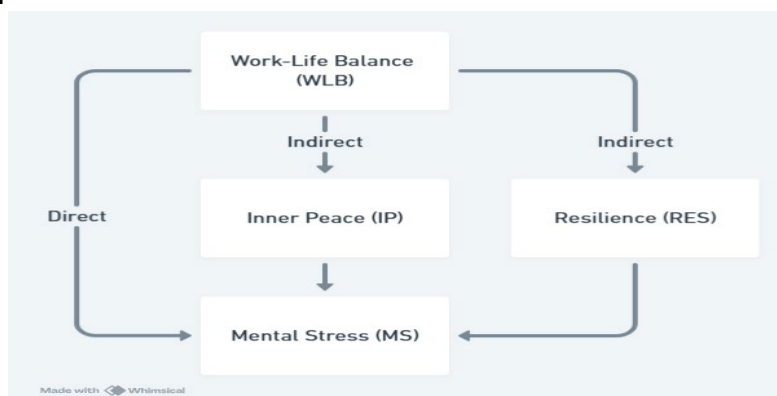 Work-Life Balance
(WLB)
Indirect
Indirect
Direct
Inner Peace (IP)
Resilience (RES)
Mental Stress (MS)
Made with Whimsical